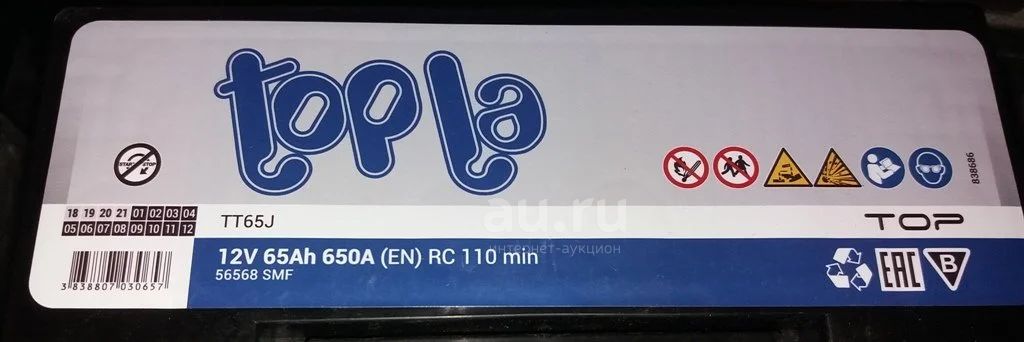 topla
START STOP
838686
18 19 20 21 01 02 03 04
05 06 07 08 09 10 11 12
TT65J
TOP
au.ru
интернет-аукцион
12V 65Ah 650A (EN) RC 110 min
56568 SMF
3 838807 030657
EAC
B